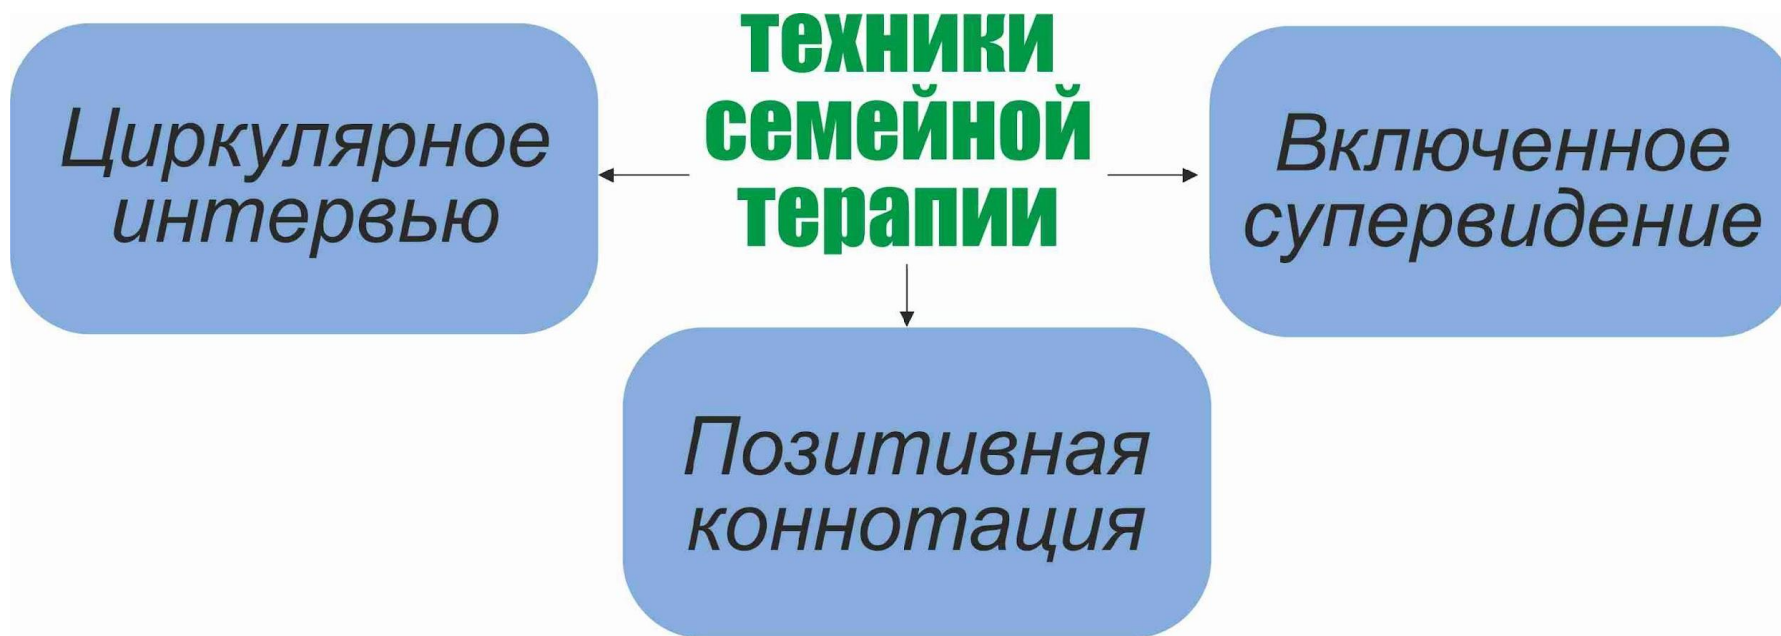 техники
семейной
терапии
Циркулярное
интервью
Включенное
супервидение
Позитивная
коннотация